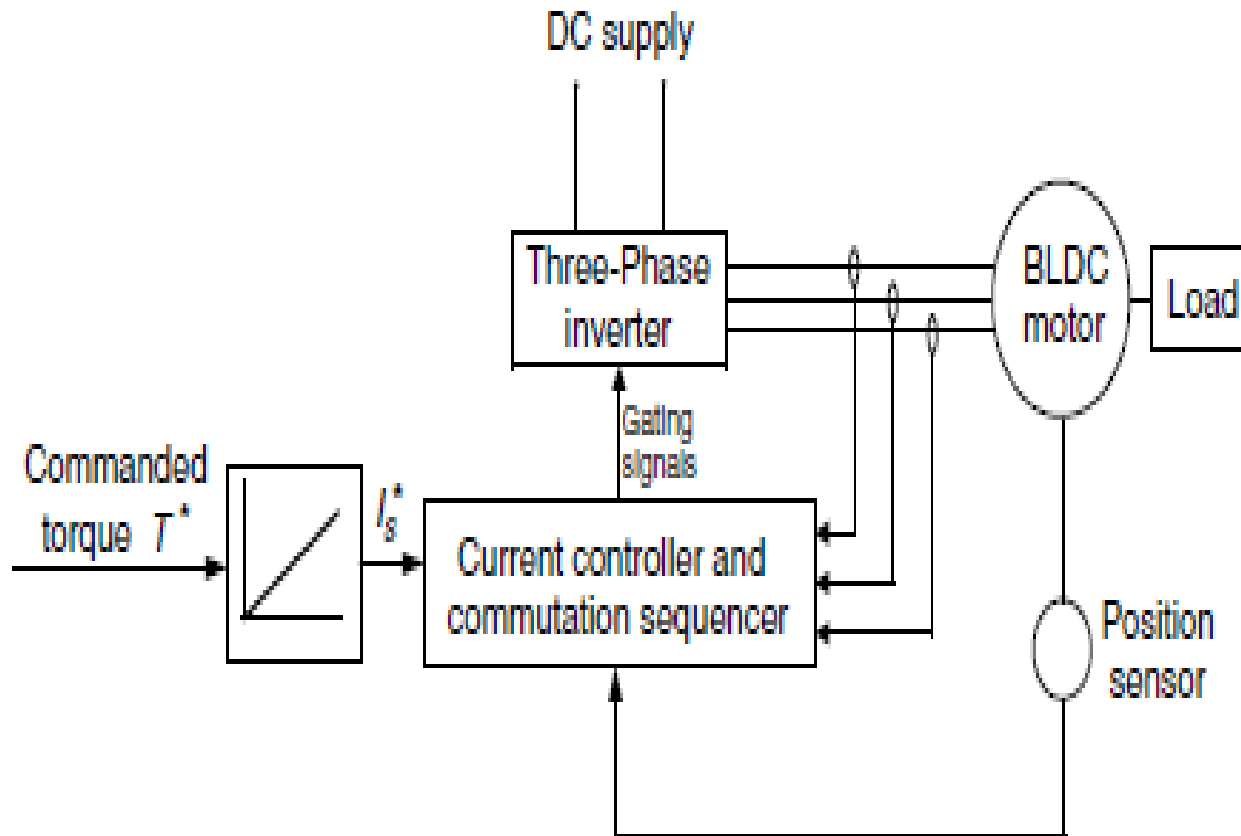 DC supply
Three-Phase
inverter
BLDC
motor
Load
Gating
signals
Commanded
torque T*
I_s*
Current controller and
commutation sequencer
Position
sensor